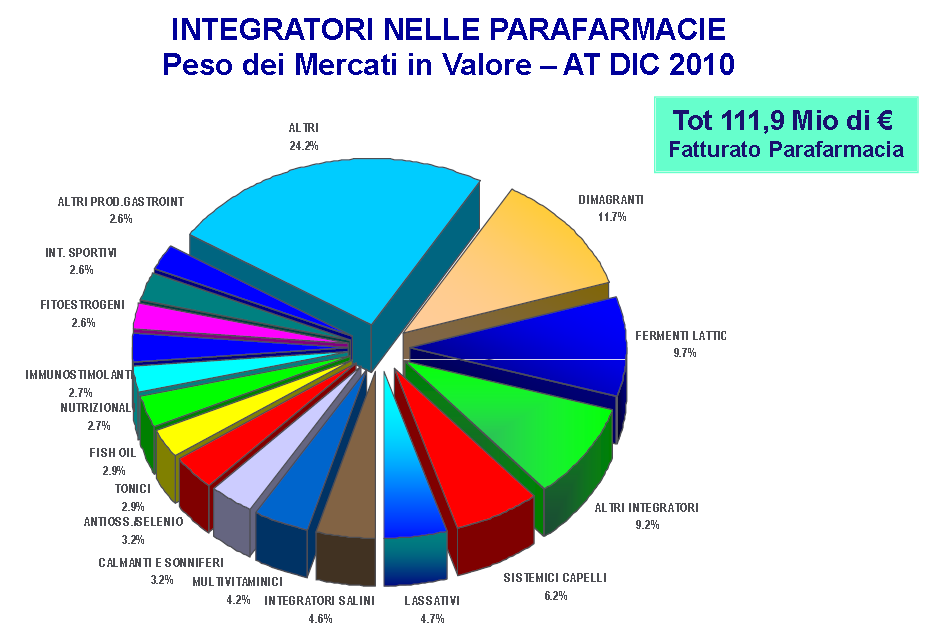 INTEGRATORI NELLE PARAFARMACIE
Peso dei Mercati in Valore – AT DIC 2010
Tot 111,9 Mio di €
Fatturato Parafarmacia
ALTRI
24.2%
DIMAGRANTI
11.7%
FERMENTI LATTIC
9.7%
ALTRI INTEGRATORI
9.2%
SISTEMICI CAPELLI
6.2%
LASSATIVI
4.7%
INTEGRATORI SALINI
4.6%
MULTIVITAMINICI
4.2%
CALMANTI E SONNIFERI
3.2%
ANTIOSS./SELENIO
3.2%
TONICI
2.9%
FISH OIL
2.9%
NUTRIZIONAL
2.7%
IMMUNOSTIMOLANTI
2.7%
FITOESTROGENI
2.6%
INT. SPORTIVI
2.6%
ALTRI PROD.GASTROINT
2.6%